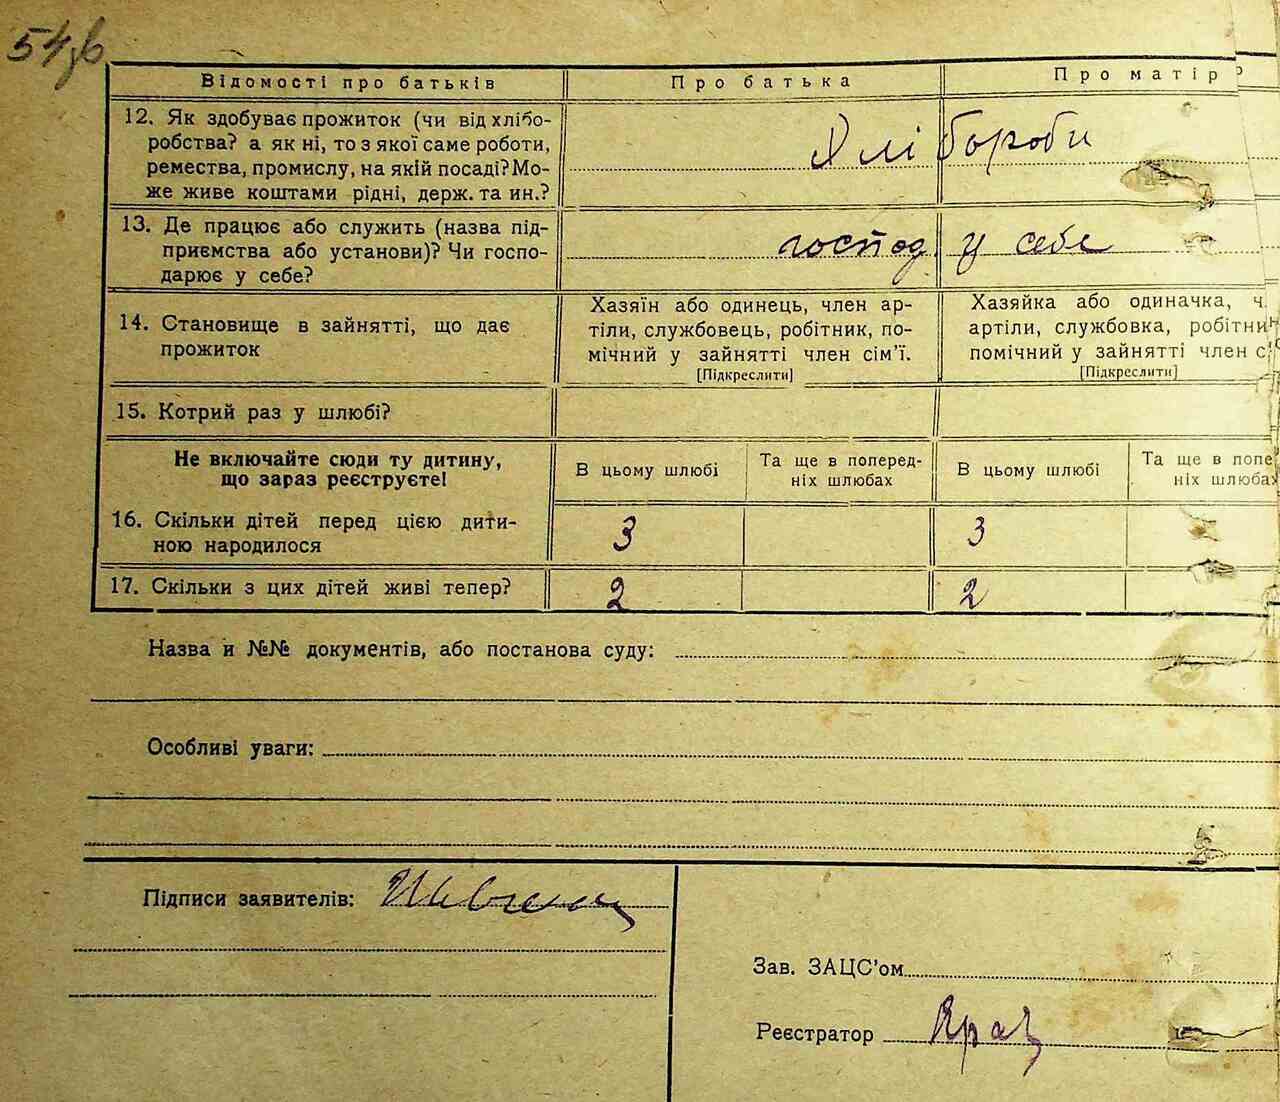 54зв
Відомості про батьків Про батька Про матір
12. Як здобуває прожиток (чи від хлібо-
робства? а як ні, то з якої саме роботи,
ремества, промислу, на якій посаді? Мо-
же живе коштами рідні, держ. та ин.?
Хлібороби
13. Де працює або служить (назва під-
приємства або установи)? Чи госпо-
дарює у себе?
господ. у себе
14. Становище в зайнятті, що дає
прожиток
Хазяїн або одинець, член ар-
тіли, службовець, робітник, по-
мічний у зайнятті член сім'ї.
[Підкреслити]
Хазяйка або одиначка, ч.
артіли, службовка, робітни
помічний у зайнятті член с
[Підкреслити]
15. Котрий раз у шлюбі?
Не включайте сюди ту дитину,
що зараз реєструєте!
В цьому шлюбі
Та ще в поперед-
ніх шлюбах
В цьому шлюбі
Та ще в попе
ніх шлюбах
16. Скільки дітей перед цією дити-
ною народилося
3 3
17. Скільки з цих дітей живі тепер? 2 2
Назва и №№ документів, або постанова суду:
Особливі уваги:
Підписи заявителів:
Зав. ЗАЦС'ом
Реєстратор